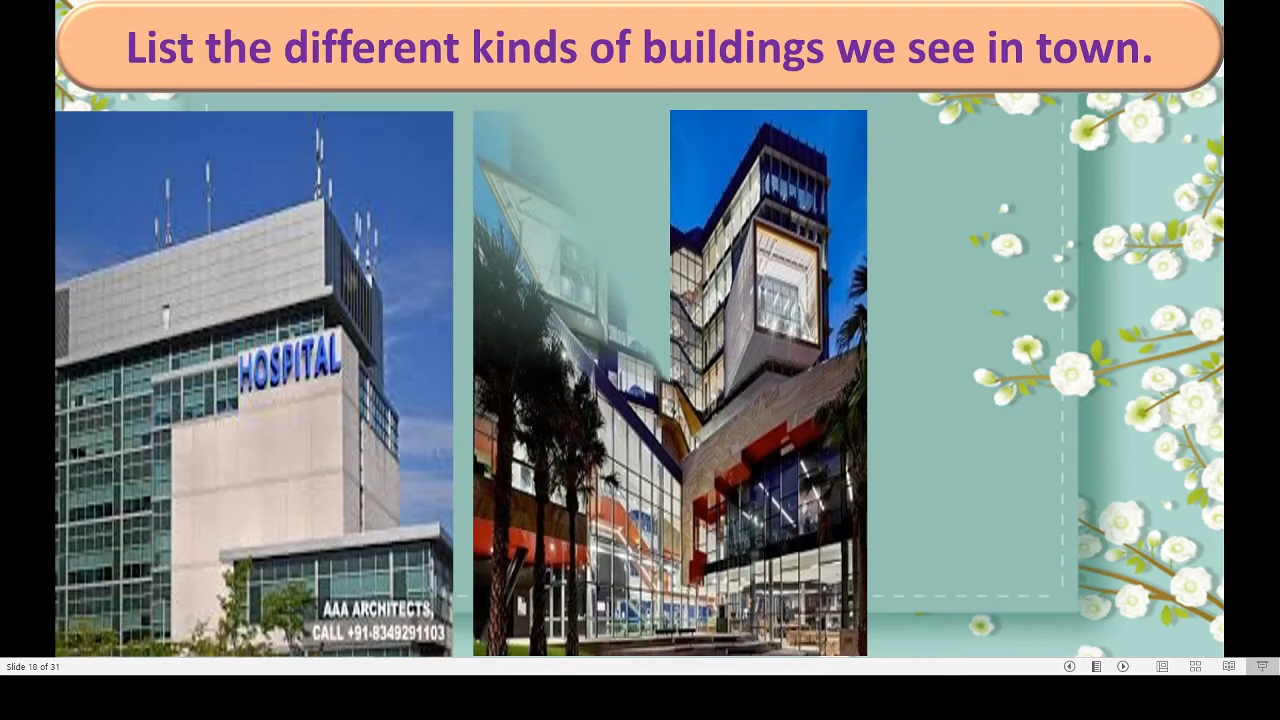 List the different kinds of buildings we see in town.
HOSPITAL
AAA ARCHITECTS,
CALL +91-8349291103
Slide 18 of 31